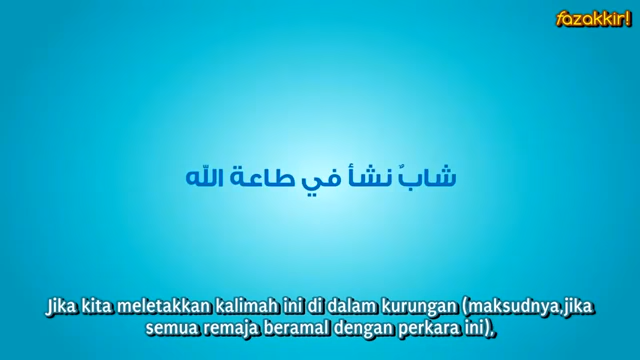 fazakkir!
شابٌ نشأ في طاعة الله
Jika kita meletakkan kalimah ini di dalam kurungan (maksudnya,jika
semua remaja beramal dengan perkara ini),